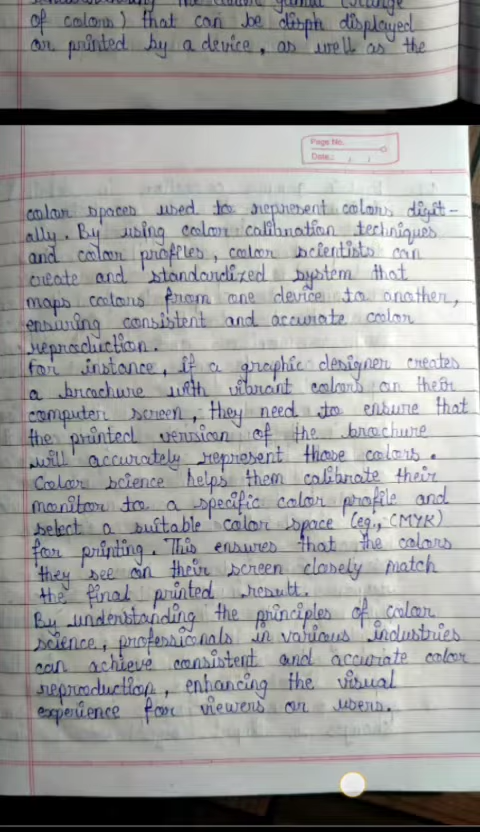 understanding the color gamut (range
of colors) that can be disph displayed
or printed by a device, as well as the
Page No.
Date:
color spaces used to represent colors digit-
ally. By using color calibration techniques
and color profiles, color scientists can
create and standardized system that
maps colors from one device to another,
ensuring consistent and accurate color
reproduction.
For instance, if a graphic designer creates
a brochure with vibrant colors on their
computer screen, they need to ensure that
the printed version of the brochure
will accurately represent those colors.
Color science helps them calibrate their
monitor to a specific color profile and
select a suitable color space (eg., CMYK)
for printing. This ensures that the colors
they see on their screen closely match
the final printed result.
By understanding the principles of color
science, professionals in various industries
can achieve consistent and accurate color
reproduction, enhancing the visual
experience for viewers or users.